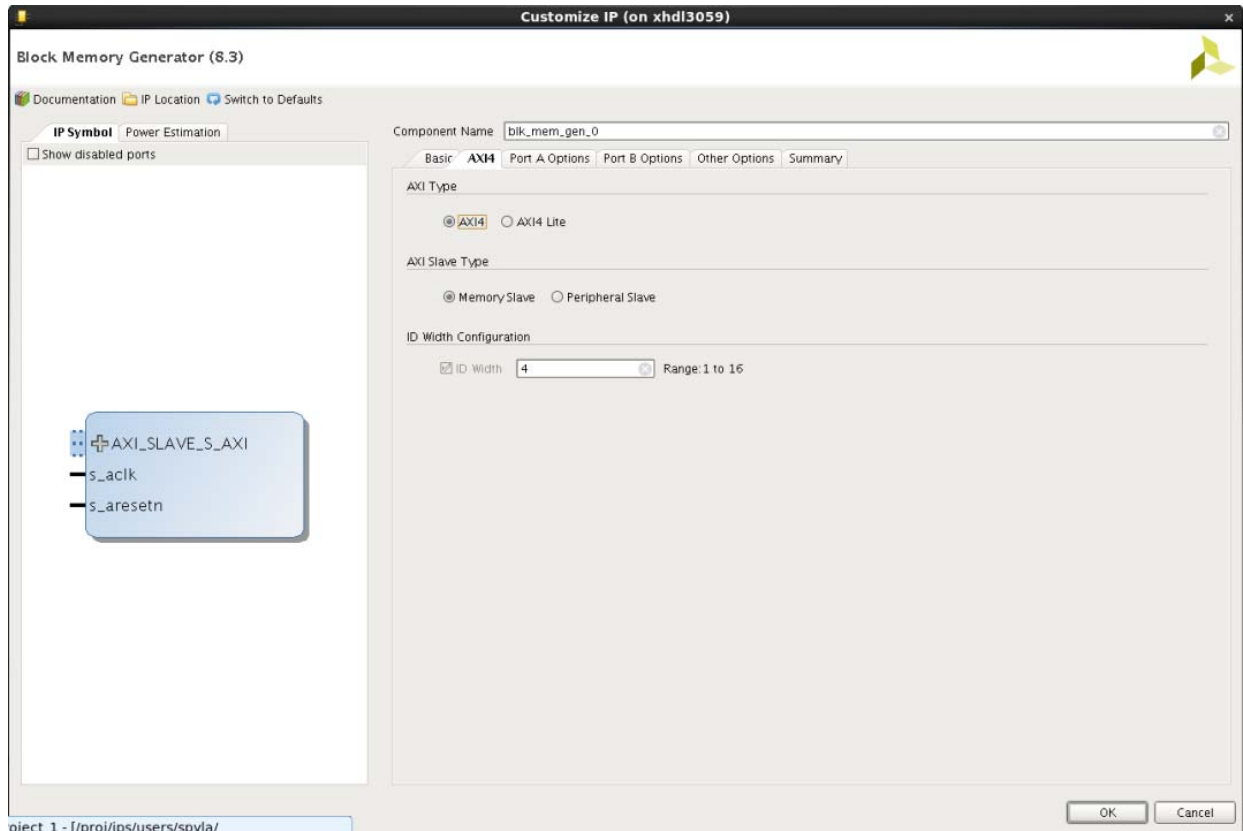 Customize IP (on xhdl3059)
Block Memory Generator (8.3)
Documentation IP Location Switch to Defaults
IP Symbol Power Estimation
Show disabled ports
AXI_SLAVE_S_AXI
s_aclk
s_aresetn
Component Name blk_mem_gen_0
Basic AXI4 Port A Options Port B Options Other Options Summary
AXI Type
AXI4 AXI4 Lite
AXI Slave Type
Memory Slave Peripheral Slave
ID Width Configuration
ID Width 4 Range:1 to 16
OK Cancel
oject_1 - [/proj/ips/users/spyla/